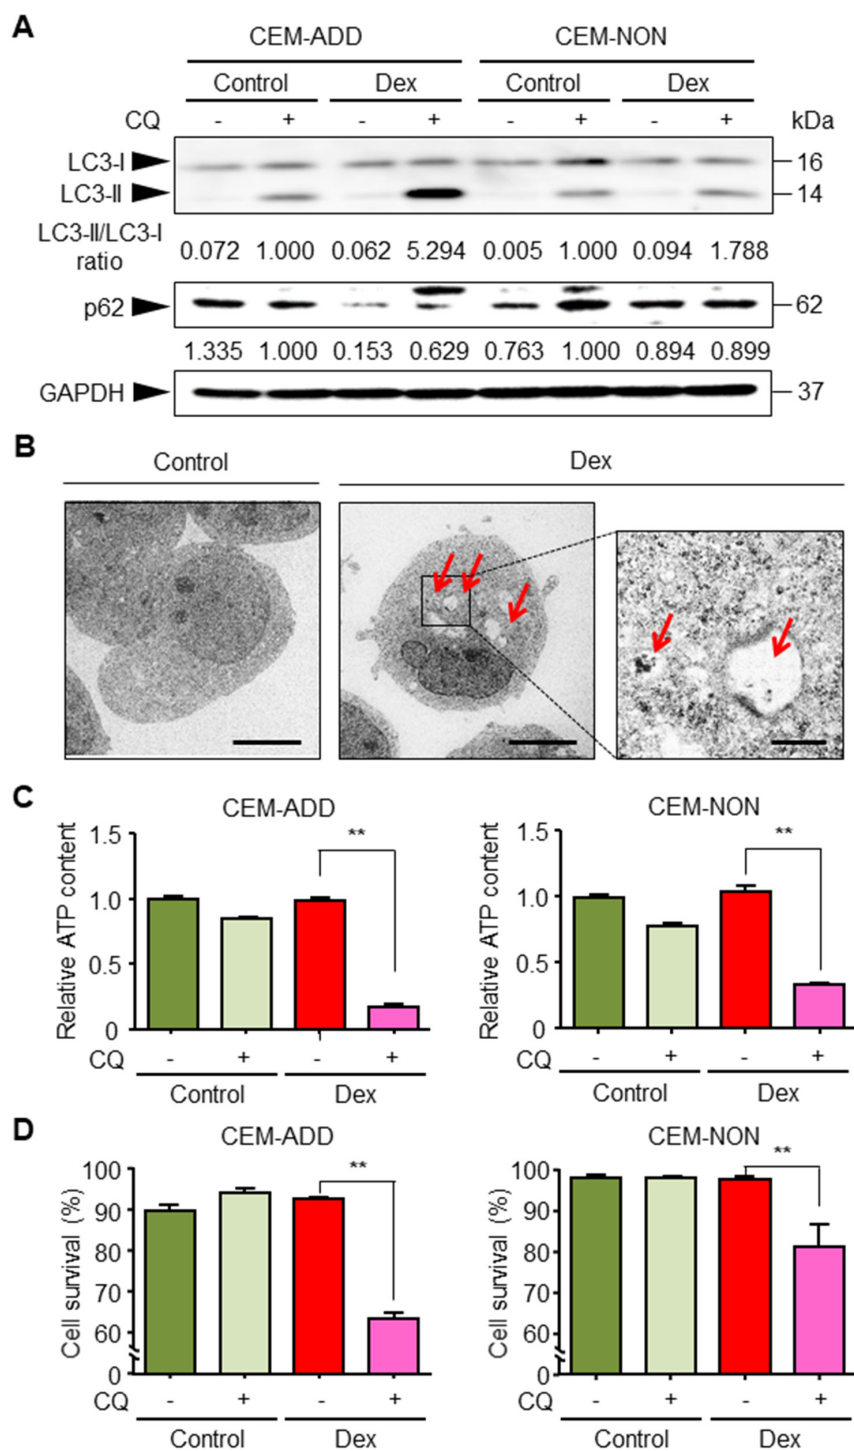 A
CEM-ADD CEM-NON
Control Dex Control Dex
CQ - + - + - + - + kDa
LC3-I 16
LC3-II 14
LC3-II/LC3-I
ratio
0.072 1.000 0.062 5.294 0.005 1.000 0.094 1.788
p62 62
1.335 1.000 0.153 0.629 0.763 1.000 0.894 0.899
GAPDH 37
B
Control Dex
C
CEM-ADD
Relative ATP content
1.5
**
1.0
0.5
0
CQ - + - +
Control Dex
CEM-NON
Relative ATP content
1.5
**
1.0
0.5
0
CQ - + - +
Control Dex
D
CEM-ADD
Cell survival (%)
100
**
90
80
70
60
0
CQ - + - +
Control Dex
CEM-NON
Cell survival (%)
100
**
90
80
70
60
0
CQ - + - +
Control Dex